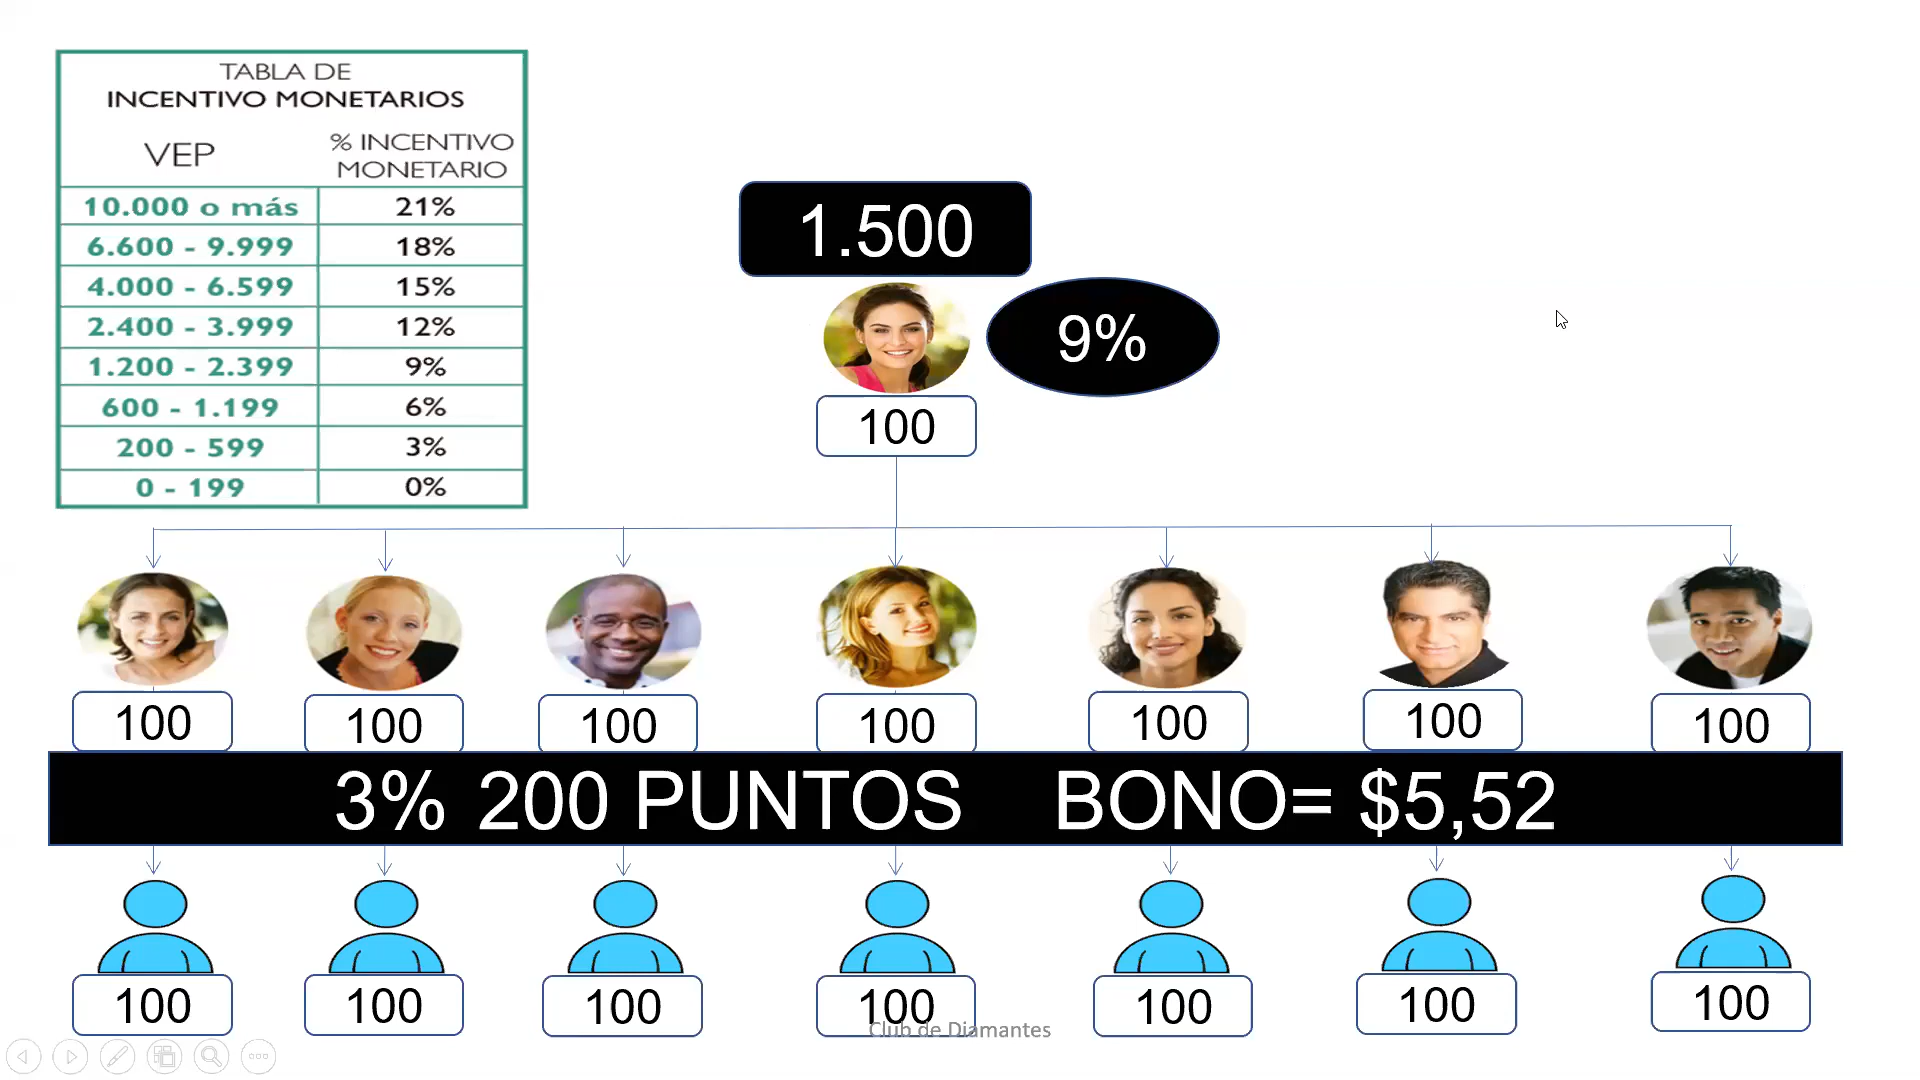 TABLA DE
INCENTIVO MONETARIOS
VEP % INCENTIVO MONETARIO
10.000 o más 21%
6.600 - 9.999 18%
4.000 - 6.599 15%
2.400 - 3.999 12%
1.200 - 2.399 9%
600 - 1.199 6%
200 - 599 3%
0 - 199 0%
1.500
9%
100
100 100 100 100 100 100 100
3% 200 PUNTOS BONO= $5,52
100 100 100 100 100 100 100
Club de Diamantes